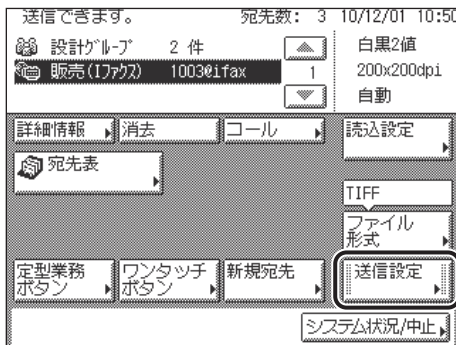 送信できます。 宛先数: 3 10/12/01 10:50
設計グループ 2 件 白黒2値
販売(Iファクス) 1003@ifax 1 200x200dpi
自動
詳細情報 消去 コール 読込設定
宛先表
TIFF
ファイル
形式
定型業務
ボタン ワンタッチ
ボタン 新規宛先 送信設定
システム状況/中止